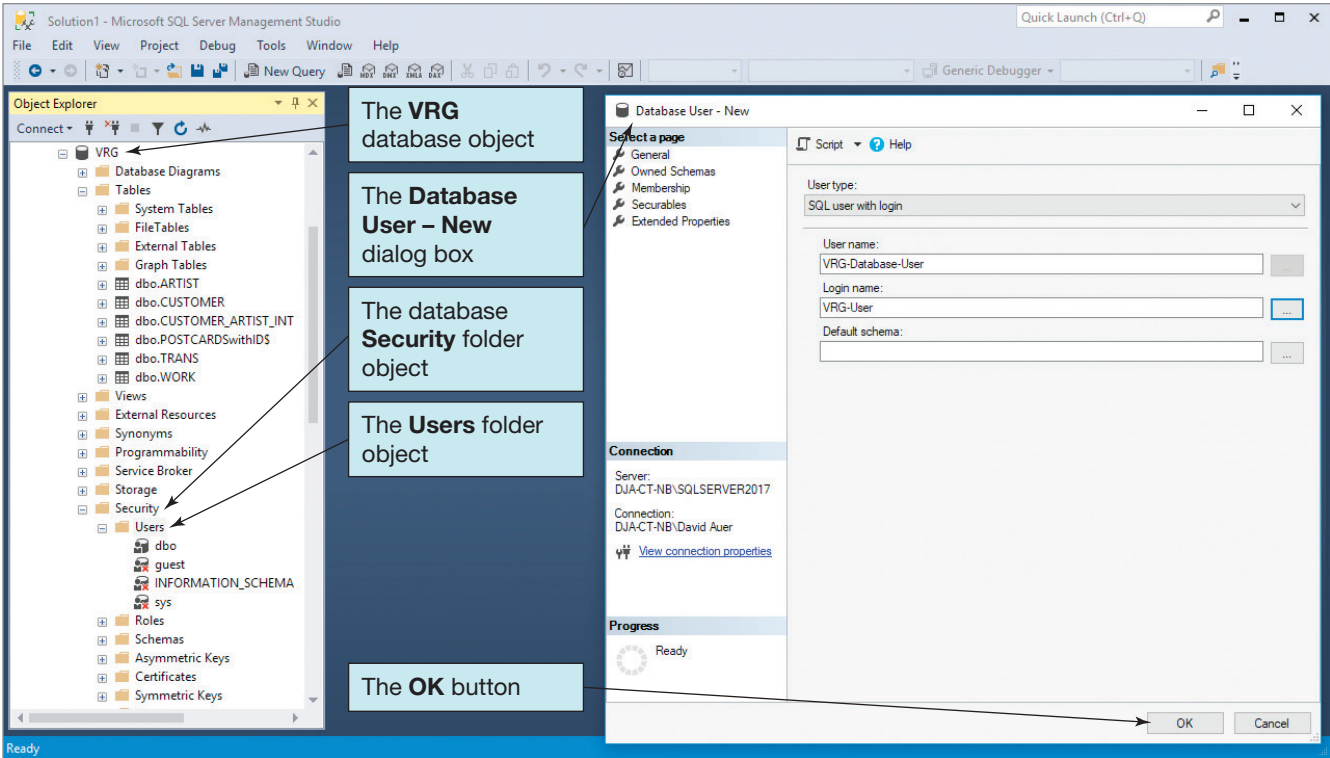 Solution1 - Microsoft SQL Server Management Studio
Quick Launch (Ctrl+Q)
File Edit View Project Debug Tools Window Help
New Query
MDX DMX XMLA DAX
Generic Debugger
Object Explorer
Connect
VRG
Database Diagrams
Tables
System Tables
FileTables
External Tables
Graph Tables
dbo.ARTIST
dbo.CUSTOMER
dbo.CUSTOMER_ARTIST_INT
dbo.POSTCARDSwithID$
dbo.TRANS
dbo.WORK
Views
External Resources
Synonyms
Programmability
Service Broker
Storage
Security
Users
dbo
guest
INFORMATION_SCHEMA
sys
Roles
Schemas
Asymmetric Keys
Certificates
Symmetric Keys
Ready
The VRG
database object
The Database
User – New
dialog box
The database
Security folder
object
The Users folder
object
The OK button
Database User - New
Select a page
General
Owned Schemas
Membership
Securables
Extended Properties
Connection
Server:
DJA-CT-NB\SQLSERVER2017
Connection:
DJA-CT-NB\David Auer
View connection properties
Progress
Ready
Script Help
User type:
SQL user with login
User name:
VRG-Database-User
...
Login name:
VRG-User
...
Default schema:
...
OK Cancel